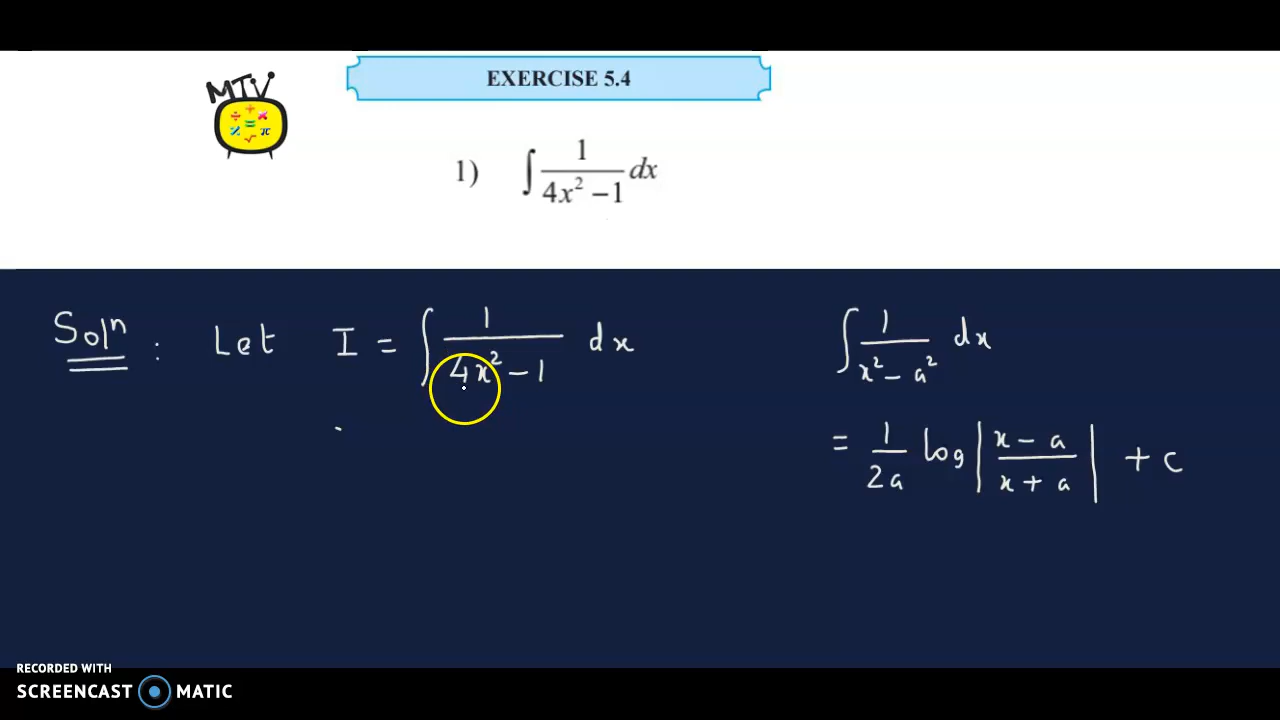 MTV
EXERCISE 5.4
1) ∫ 1/(4x² − 1) dx
Soln : Let I = ∫ 1/(4x² − 1) dx
∫ 1/(x² − a²) dx
= 1/2a log |(x − a)/(x + a)| + c
RECORDED WITH
SCREENCAST MATIC